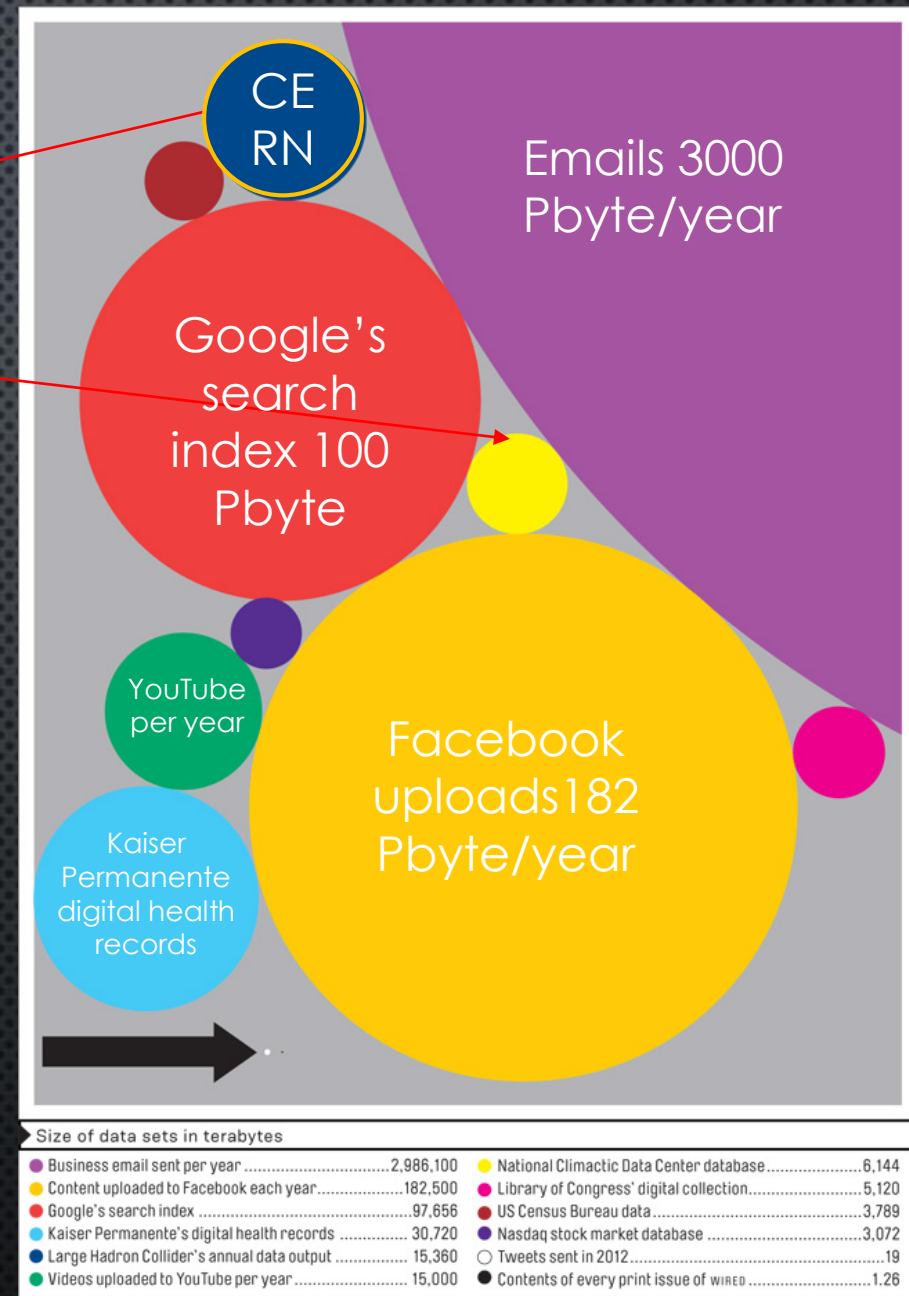 CE
RN
Emails 3000
Pbyte/year
Google’s
search
index 100
Pbyte
YouTube
per year
Facebook
uploads182
Pbyte/year
Kaiser
Permanente
digital health
records
Size of data sets in terabytes
Business email sent per year 2,986,100
Content uploaded to Facebook each year 182,500
Google's search index 97,656
Kaiser Permanente's digital health records 30,720
Large Hadron Collider's annual data output 15,360
Videos uploaded to YouTube per year 15,000
National Climactic Data Center database 6,144
Library of Congress' digital collection 5,120
US Census Bureau data 3,789
Nasdaq stock market database 3,072
Tweets sent in 2012 19
Contents of every print issue of WIRED 1.26